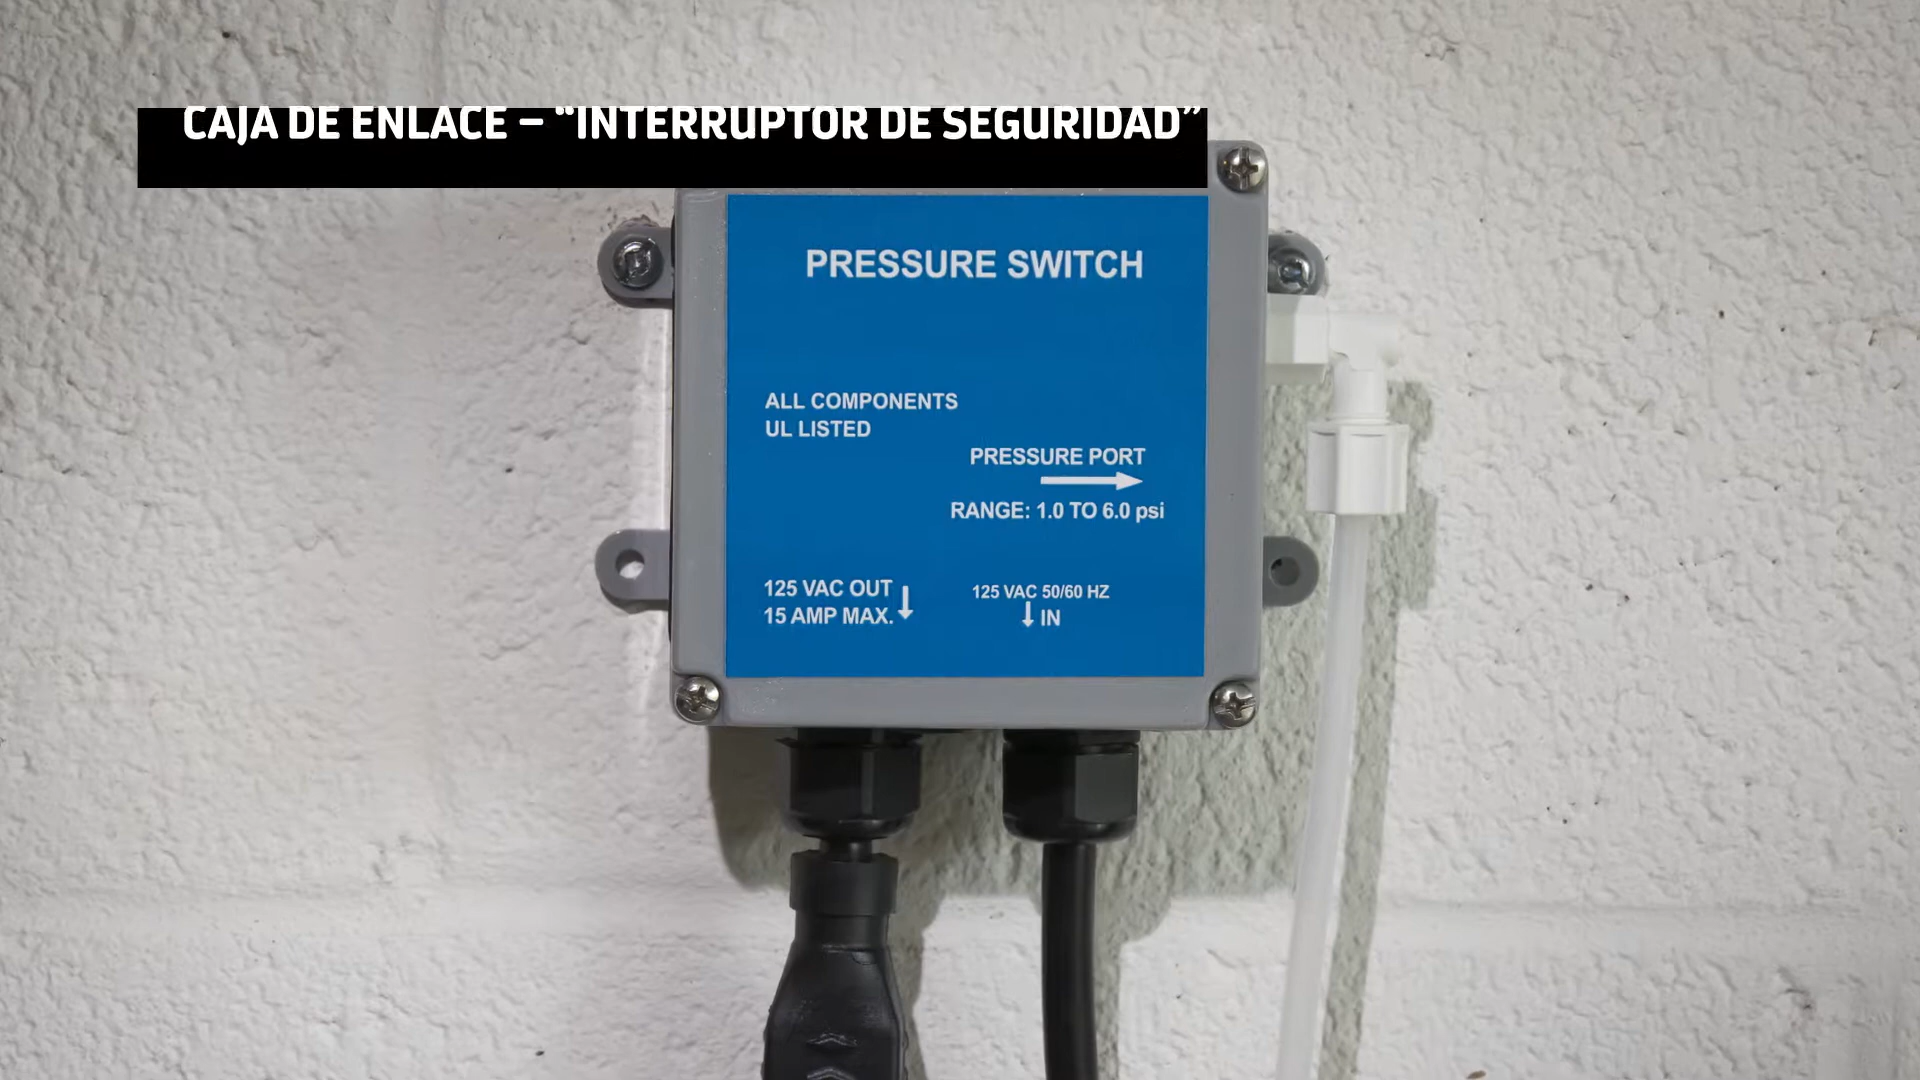 CAJA DE ENLACE – “INTERRUPTOR DE SEGURIDAD”
PRESSURE SWITCH
ALL COMPONENTS
UL LISTED
PRESSURE PORT
RANGE: 1.0 TO 6.0 psi
125 VAC OUT
15 AMP MAX.
125 VAC 50/60 HZ
IN